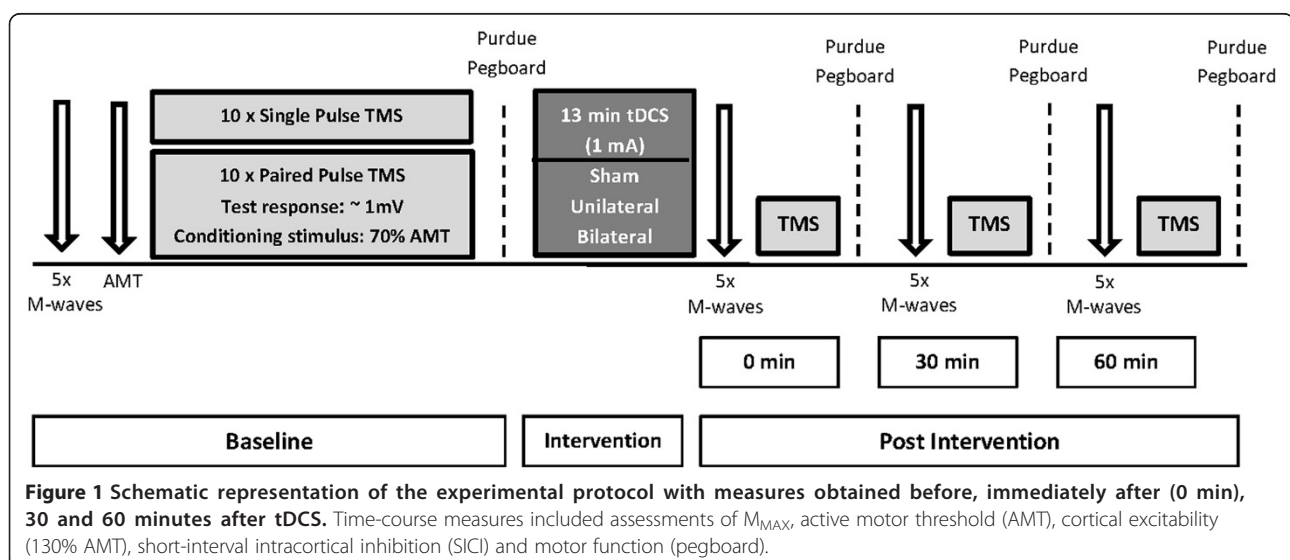 Purdue
Pegboard
Purdue
Pegboard
Purdue
Pegboard
Purdue
Pegboard
10 x Single Pulse TMS
10 x Paired Pulse TMS
Test response: ~ 1mV
Conditioning stimulus: 70% AMT
13 min tDCS
(1 mA)
Sham
Unilateral
Bilateral
TMS
TMS
TMS
5x
M-waves
AMT
5x
M-waves
5x
M-waves
5x
M-waves
0 min
30 min
60 min
Baseline
Intervention
Post Intervention
Figure 1 Schematic representation of the experimental protocol with measures obtained before, immediately after (0 min),
30 and 60 minutes after tDCS. Time-course measures included assessments of MMAX, active motor threshold (AMT), cortical excitability
(130% AMT), short-interval intracortical inhibition (SICI) and motor function (pegboard).